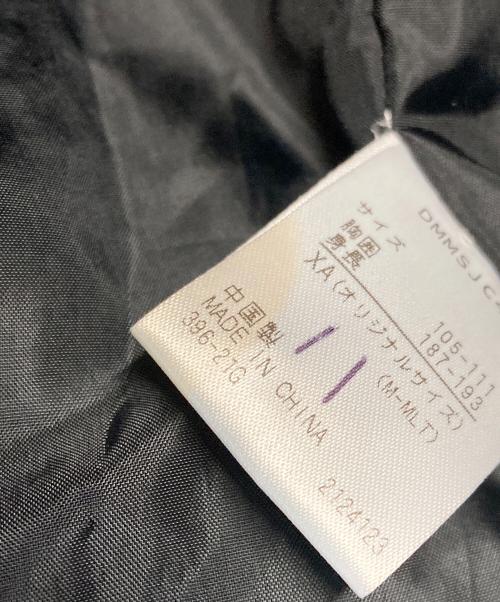 DMMSJC
サイズ
胸囲 105-111
身長 187-193
XA(オリジナルサイズ)
(M-MLT)
中国製
MADE IN CHINA
396-21G
2124123